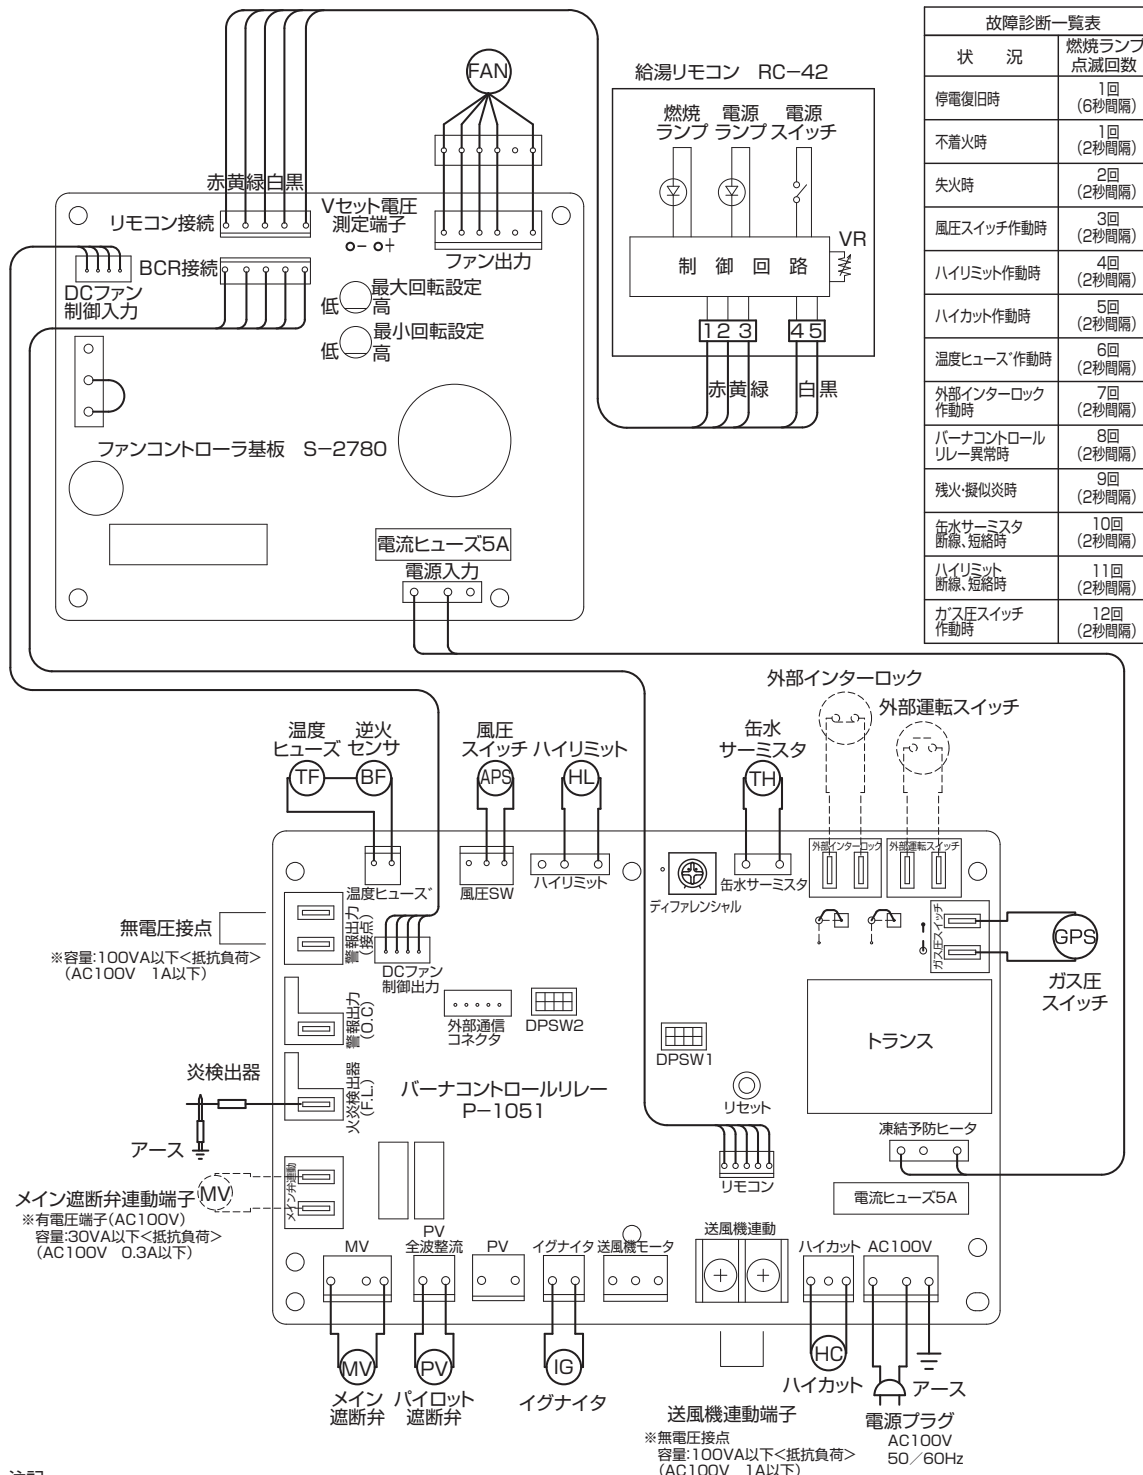 故障診断一覧表
状　況
燃焼ランプ
点滅回数
停電復旧時
1回
(6秒間隔)
不着火時
1回
(2秒間隔)
失火時
2回
(2秒間隔)
風圧スイッチ作動時
3回
(2秒間隔)
ハイリミット作動時
4回
(2秒間隔)
ハイカット作動時
5回
(2秒間隔)
温度ヒューズ作動時
6回
(2秒間隔)
外部インターロック
作動時
7回
(2秒間隔)
バーナコントロール
リレー異常時
8回
(2秒間隔)
残火・擬似炎時
9回
(2秒間隔)
缶水サーミスタ
断線、短絡時
10回
(2秒間隔)
ハイリミット
断線、短絡時
11回
(2秒間隔)
ガス圧スイッチ
作動時
12回
(2秒間隔)
FAN
給湯リモコン　RC−42
燃焼
ランプ
電源
ランプ
電源
スイッチ
VR
制 御 回 路
1 2 3
4 5
赤黄緑
白黒
赤黄緑白黒
リモコン接続
Vセット電圧
測定端子
− +
ファン出力
BCR接続
DCファン
制御入力
最大回転設定
低 高
最小回転設定
低 高
ファンコントローラ基板　S−2780
電流ヒューズ5A
電源入力
外部インターロック
外部運転スイッチ
温度
ヒューズ
逆火
センサ
風圧
スイッチ
ハイリミット
缶水
サーミスタ
TF
BF
APS
HL
TH
温度ヒューズ
風圧SW
ハイリミット
ディファレンシャル
缶水サーミスタ
外部インターロック
外部運転スイッチ
ガス圧スイッチ
GPS
ガス圧
スイッチ
無電圧接点
※容量:100VA以下<抵抗負荷>
(AC100V　1A以下)
警報出力
(接点)
DCファン
制御出力
外部通信
コネクタ
DPSW2
DPSW1
トランス
警報出力
(O.C)
炎検出器
火炎検出器
(F.L.)
バーナコントロールリレー
P−1051
リセット
アース
凍結予防ヒータ
リモコン
電流ヒューズ5A
メイン遮断弁連動端子
MV
※有電圧端子(AC100V)
容量:30VA以下<抵抗負荷>
(AC100V　0.3A以下)
メイン弁連動
MV
PV
全波整流
PV
イグナイタ
送風機モータ
送風機連動
ハイカット
AC100V
MV
PV
IG
HC
メイン
遮断弁
パイロット
遮断弁
イグナイタ
ハイカット
アース
送風機連動端子
※無電圧接点
容量:100VA以下<抵抗負荷>
(AC100V　1A以下)
電源プラグ
AC100V
50／60Hz